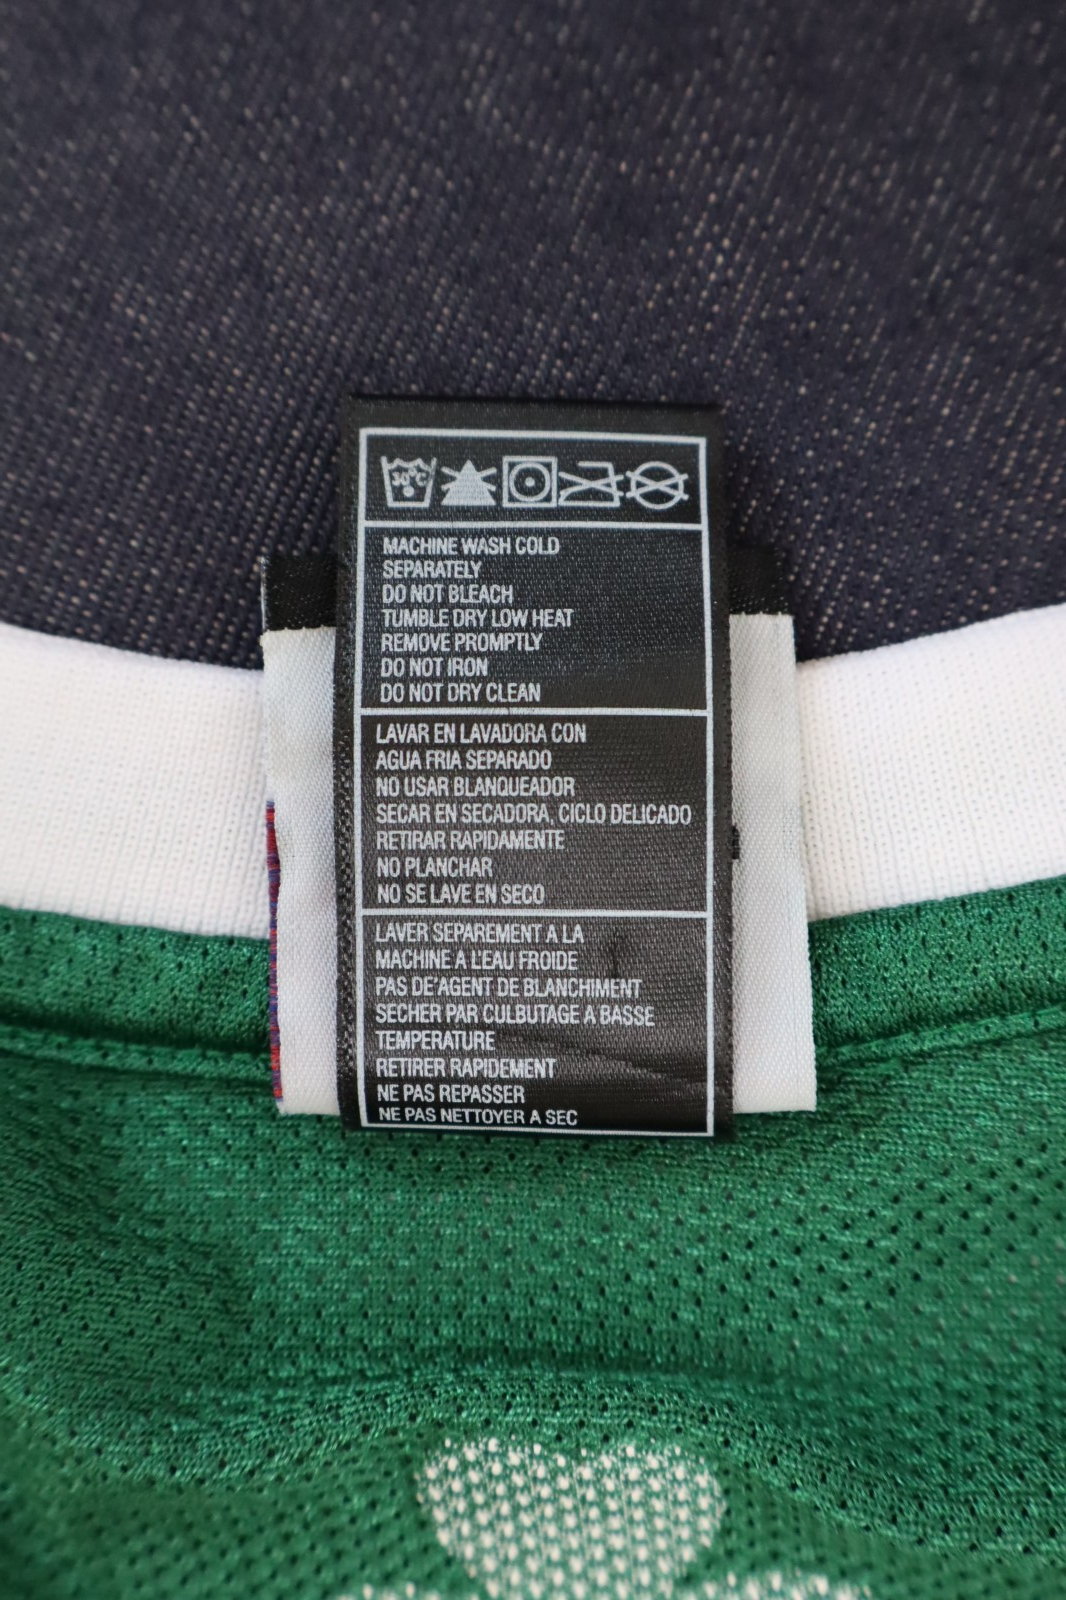 30°C
MACHINE WASH COLD
SEPARATELY
DO NOT BLEACH
TUMBLE DRY LOW HEAT
REMOVE PROMPTLY
DO NOT IRON
DO NOT DRY CLEAN
LAVAR EN LAVADORA CON
AGUA FRIA SEPARADO
NO USAR BLANQUEADOR
SECAR EN SECADORA, CICLO DELICADO
RETIRAR RAPIDAMENTE
NO PLANCHAR
NO SE LAVE EN SECO
LAVER SEPAREMENT A LA
MACHINE A L'EAU FROIDE
PAS DE'AGENT DE BLANCHIMENT
SECHER PAR CULBUTAGE A BASSE
TEMPERATURE
RETIRER RAPIDEMENT
NE PAS REPASSER
NE PAS NETTOYER A SEC